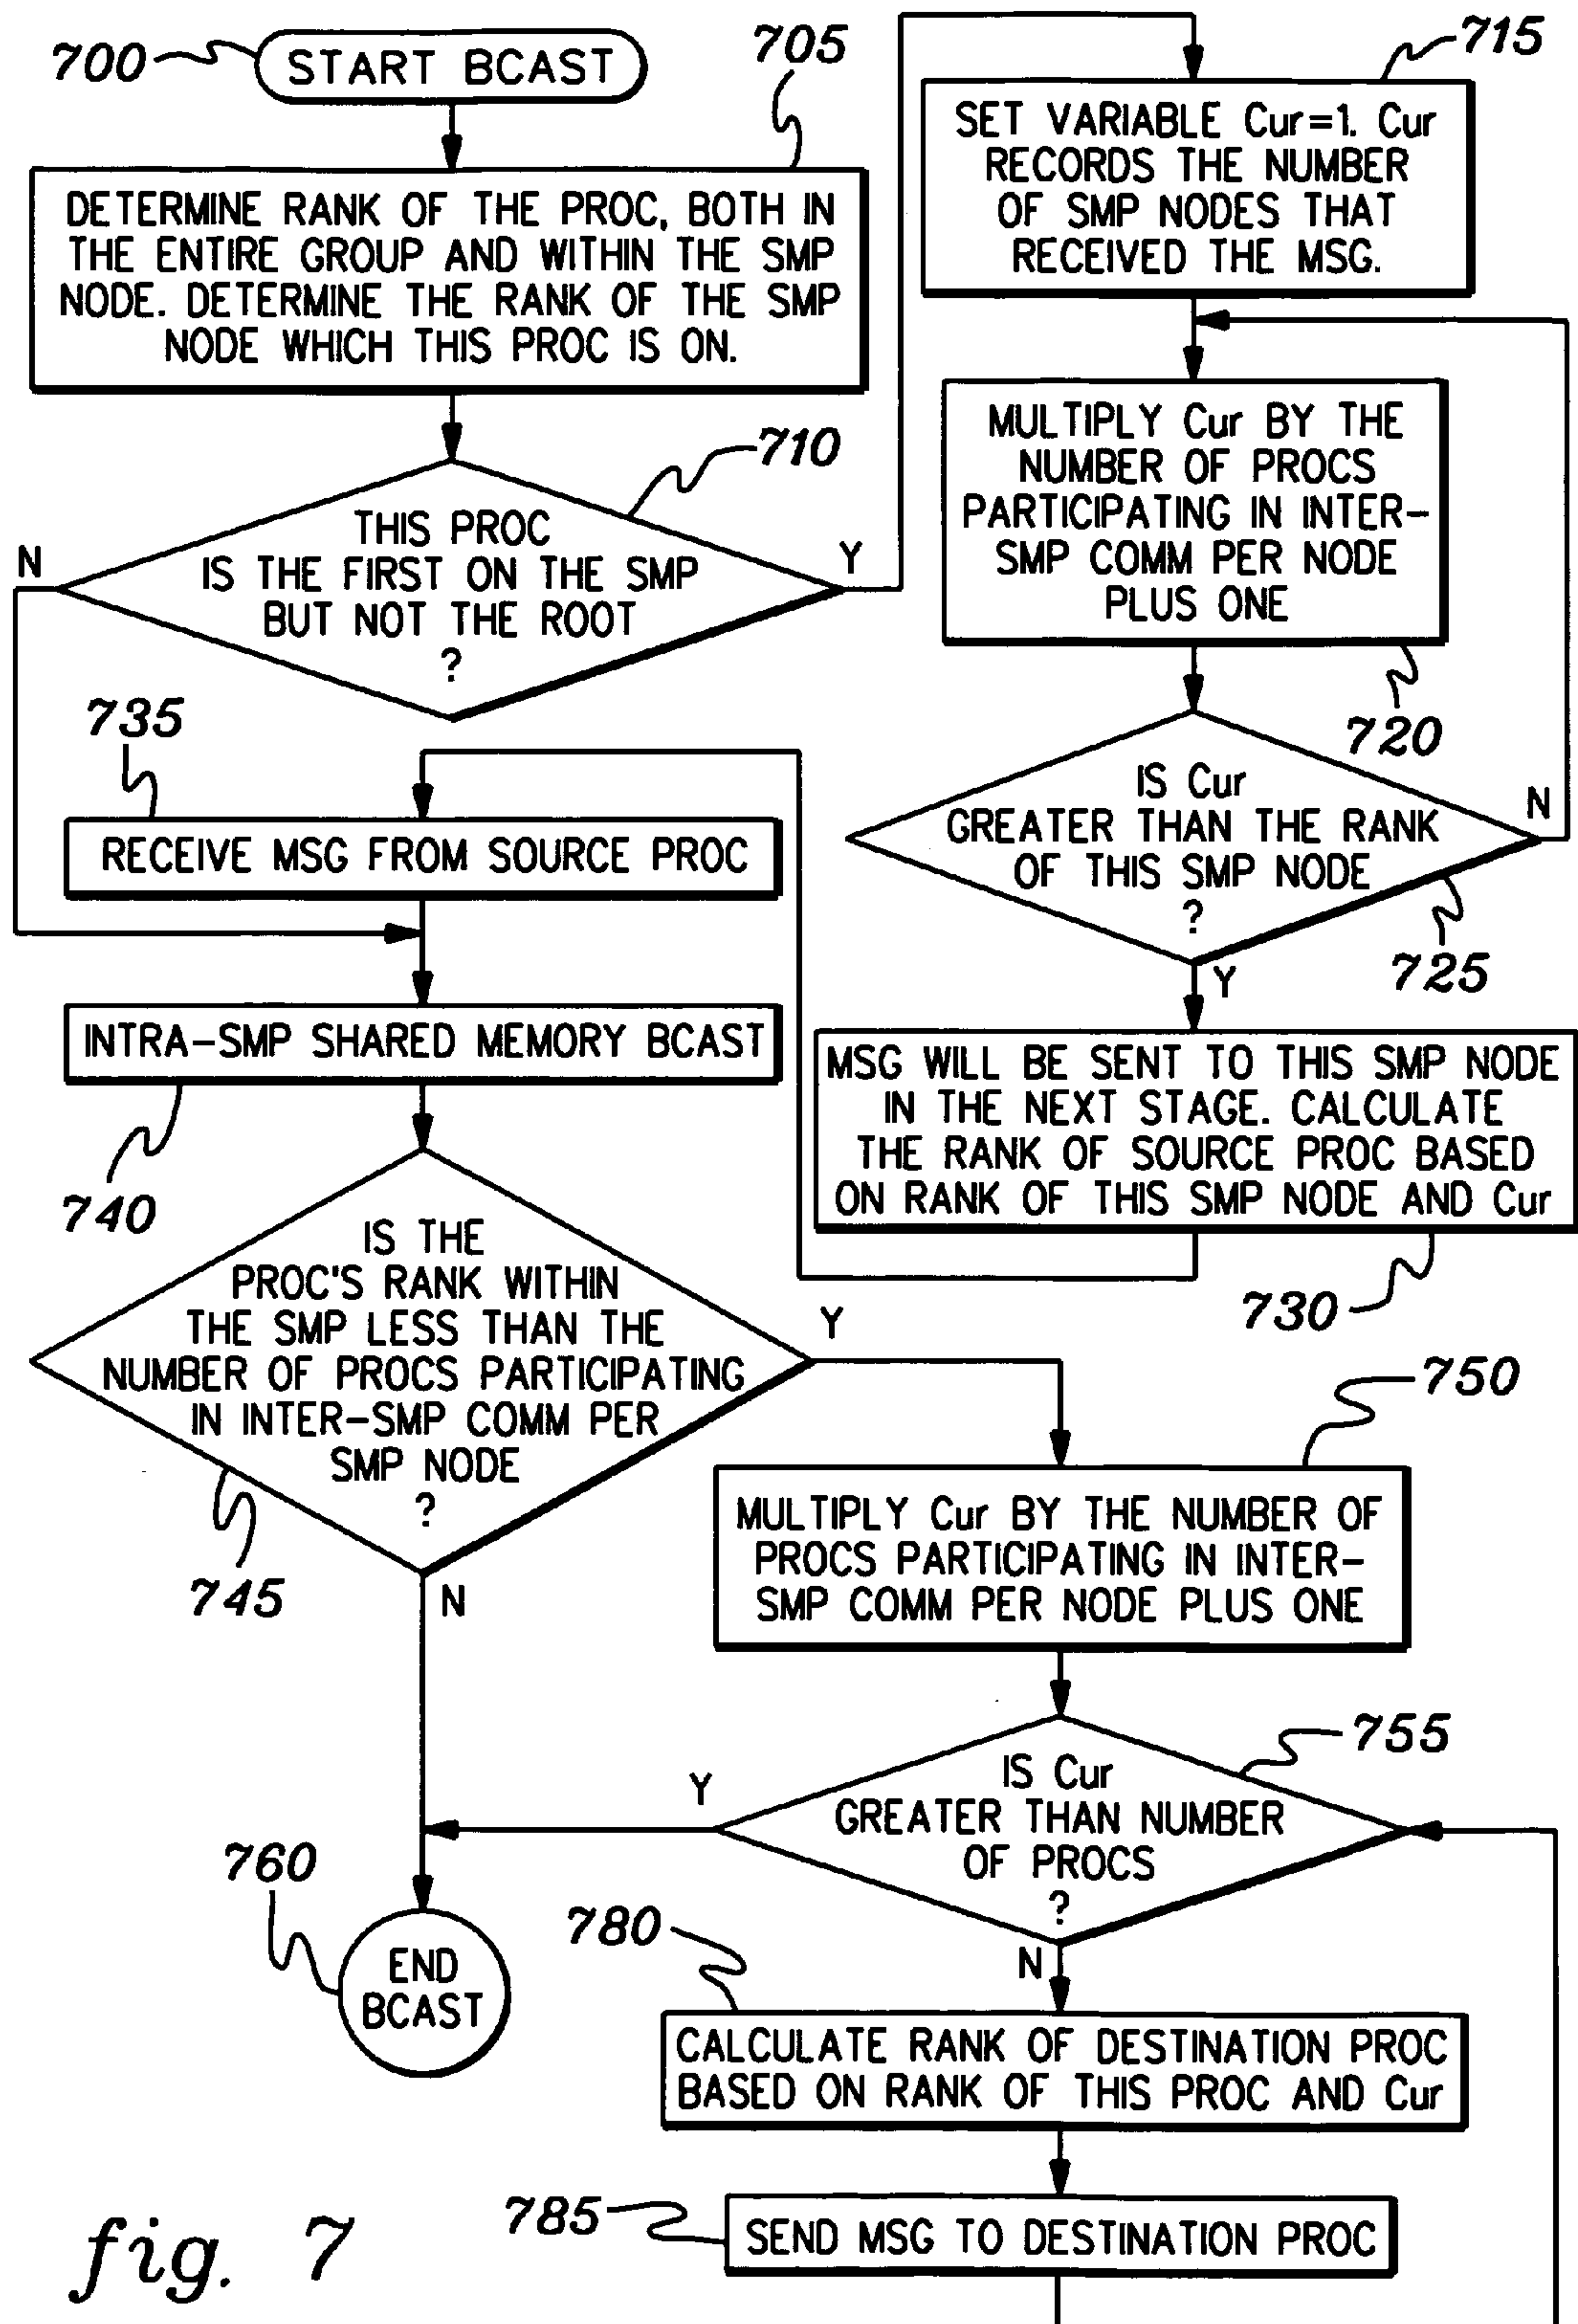 700
START BCAST
705
DETERMINE RANK OF THE PROC, BOTH IN
THE ENTIRE GROUP AND WITHIN THE SMP
NODE. DETERMINE THE RANK OF THE SMP
NODE WHICH THIS PROC IS ON.
710
THIS PROC
IS THE FIRST ON THE SMP
BUT NOT THE ROOT
?
N
Y
715
SET VARIABLE Cur=1. Cur
RECORDS THE NUMBER
OF SMP NODES THAT
RECEIVED THE MSG.
MULTIPLY Cur BY THE
NUMBER OF PROCS
PARTICIPATING IN INTER-
SMP COMM PER NODE
PLUS ONE
720
IS Cur
GREATER THAN THE RANK
OF THIS SMP NODE
?
N
Y
725
MSG WILL BE SENT TO THIS SMP NODE
IN THE NEXT STAGE. CALCULATE
THE RANK OF SOURCE PROC BASED
ON RANK OF THIS SMP NODE AND Cur
730
735
RECEIVE MSG FROM SOURCE PROC
INTRA-SMP SHARED MEMORY BCAST
740
IS THE
PROC'S RANK WITHIN
THE SMP LESS THAN THE
NUMBER OF PROCS PARTICIPATING
IN INTER-SMP COMM PER
SMP NODE
?
Y
N
745
750
MULTIPLY Cur BY THE NUMBER OF
PROCS PARTICIPATING IN INTER-
SMP COMM PER NODE PLUS ONE
755
IS Cur
GREATER THAN NUMBER
OF PROCS
?
Y
N
760
END
BCAST
780
CALCULATE RANK OF DESTINATION PROC
BASED ON RANK OF THIS PROC AND Cur
785
SEND MSG TO DESTINATION PROC
fig. 7